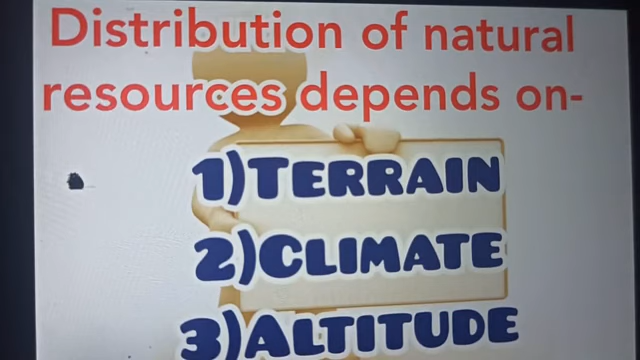 Distribution of natural
resources depends on-
1)TERRAIN
2)CLIMATE
3)ALTITUDE